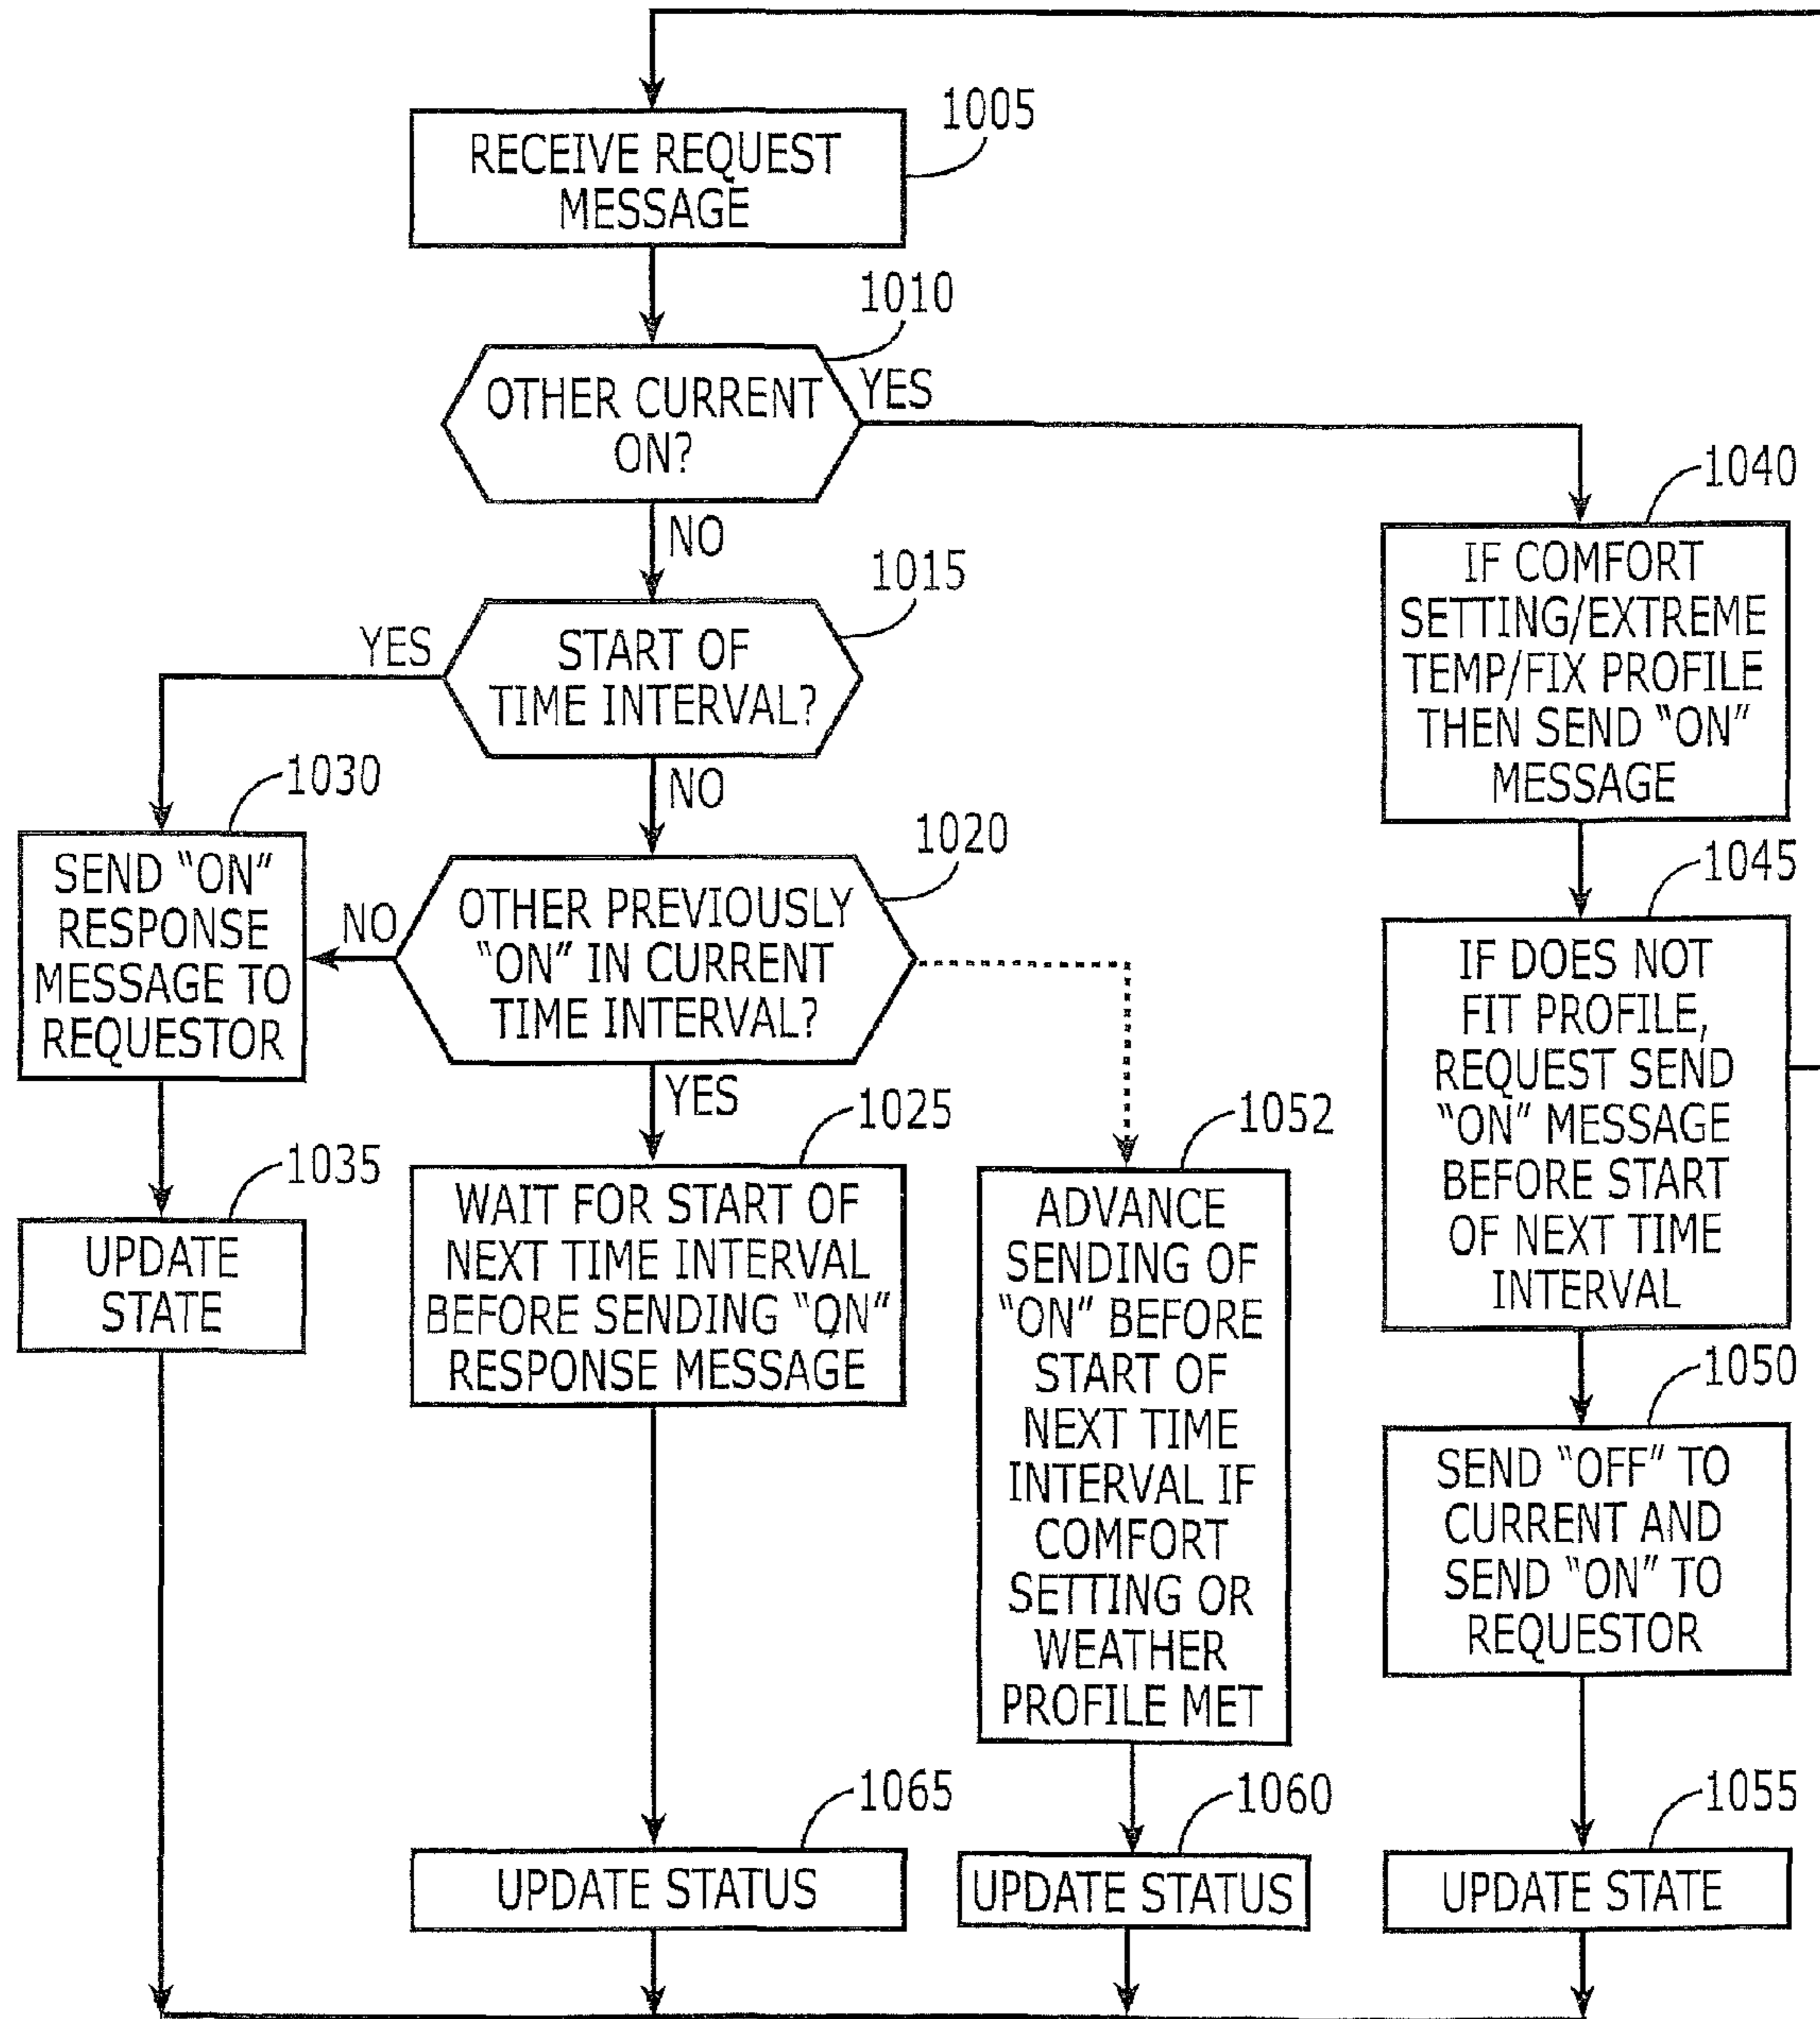 1005
RECEIVE REQUEST
MESSAGE
1010
OTHER CURRENT
ON?
YES
NO
1015
START OF
TIME INTERVAL?
YES
NO
1020
OTHER PREVIOUSLY
“ON” IN CURRENT
TIME INTERVAL?
NO
YES
1030
SEND “ON”
RESPONSE
MESSAGE TO
REQUESTOR
1035
UPDATE
STATE
1025
WAIT FOR START OF
NEXT TIME INTERVAL
BEFORE SENDING “ON”
RESPONSE MESSAGE
1065
UPDATE STATUS
1052
ADVANCE
SENDING OF
“ON” BEFORE
START OF
NEXT TIME
INTERVAL IF
COMFORT
SETTING OR
WEATHER
PROFILE MET
1060
UPDATE STATUS
1040
IF COMFORT
SETTING/EXTREME
TEMP/FIX PROFILE
THEN SEND “ON”
MESSAGE
1045
IF DOES NOT
FIT PROFILE,
REQUEST SEND
“ON” MESSAGE
BEFORE START
OF NEXT TIME
INTERVAL
1050
SEND “OFF” TO
CURRENT AND
SEND “ON” TO
REQUESTOR
1055
UPDATE STATE